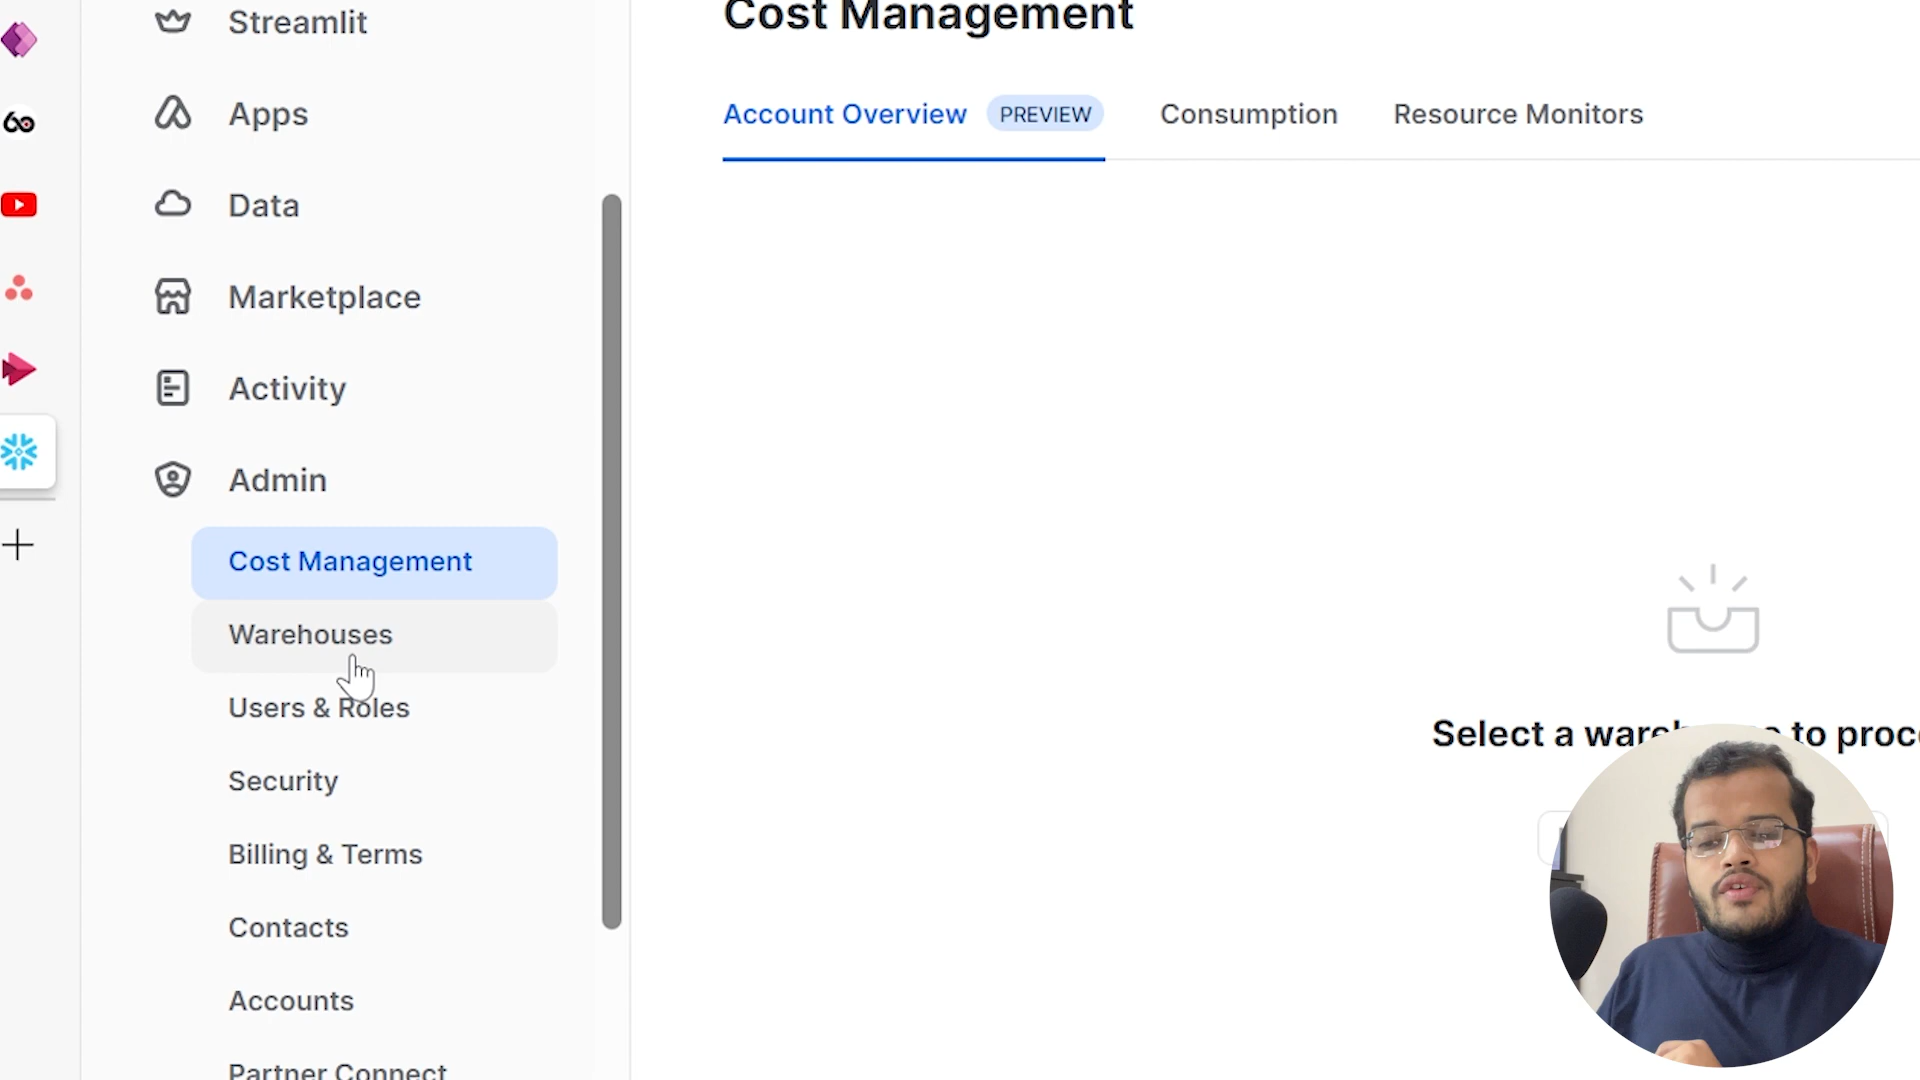 Cost Management
Account Overview PREVIEW Consumption Resource Monitors
Streamlit
Apps
Data
Marketplace
Activity
Admin
Cost Management
Warehouses
Users & Roles
Security
Billing & Terms
Contacts
Accounts
Partner Connect
Select a to